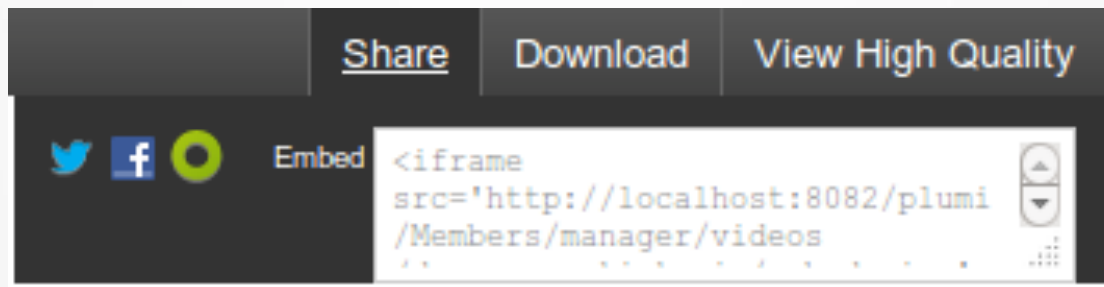 Share Download View High Quality
Embed
<iframe
src='http://localhost:8082/plumi
/Members/manager/videos